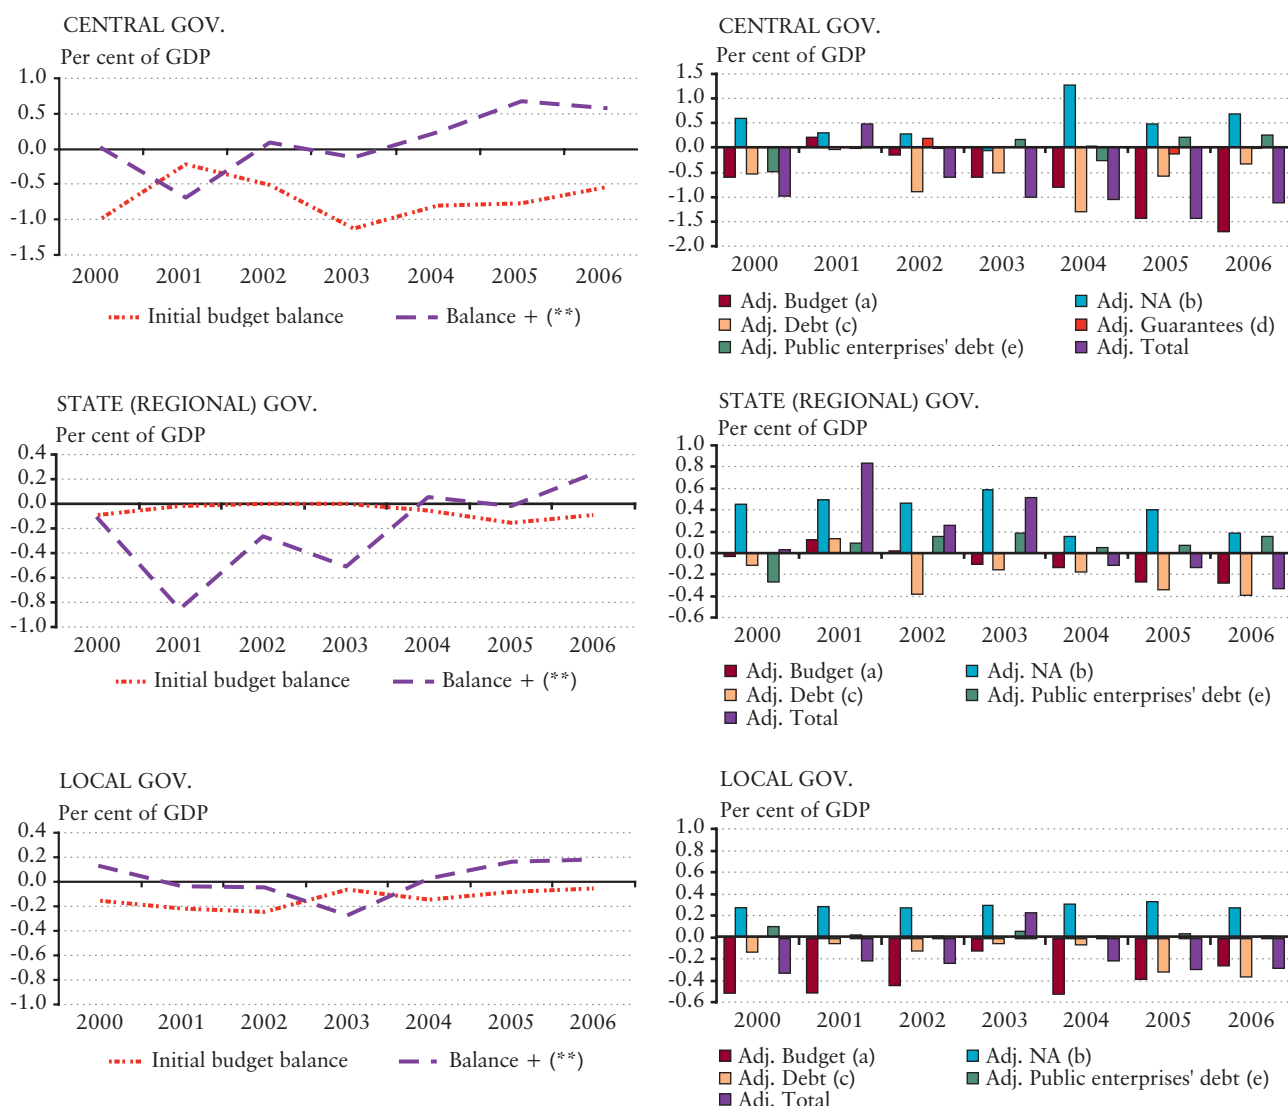 CENTRAL GOV.
Per cent of GDP
1.0
0.5
0.0
-0.5
-1.0
-1.5
2000 2001 2002 2003 2004 2005 2006
Initial budget balance Balance + (**)
CENTRAL GOV.
Per cent of GDP
1.5
1.0
0.5
0.0
-0.5
-1.0
-1.5
-2.0
2000 2001 2002 2003 2004 2005 2006
Adj. Budget (a) Adj. NA (b)
Adj. Debt (c) Adj. Guarantees (d)
Adj. Public enterprises' debt (e) Adj. Total
STATE (REGIONAL) GOV.
Per cent of GDP
0.4
0.2
0.0
-0.2
-0.4
-0.6
-0.8
-1.0
2000 2001 2002 2003 2004 2005 2006
Initial budget balance Balance + (**)
STATE (REGIONAL) GOV.
Per cent of GDP
1.0
0.8
0.6
0.4
0.2
0.0
-0.2
-0.4
-0.6
2000 2001 2002 2003 2004 2005 2006
Adj. Budget (a) Adj. NA (b)
Adj. Debt (c) Adj. Public enterprises' debt (e)
Adj. Total
LOCAL GOV.
Per cent of GDP
0.4
0.2
0.0
-0.2
-0.4
-0.6
-0.8
-1.0
2000 2001 2002 2003 2004 2005 2006
Initial budget balance Balance + (**)
LOCAL GOV.
Per cent of GDP
1.0
0.8
0.6
0.4
0.2
0.0
-0.2
-0.4
-0.6
2000 2001 2002 2003 2004 2005 2006
Adj. Budget (a) Adj. NA (b)
Adj. Debt (c) Adj. Public enterprises' debt (e)
Adj. Total